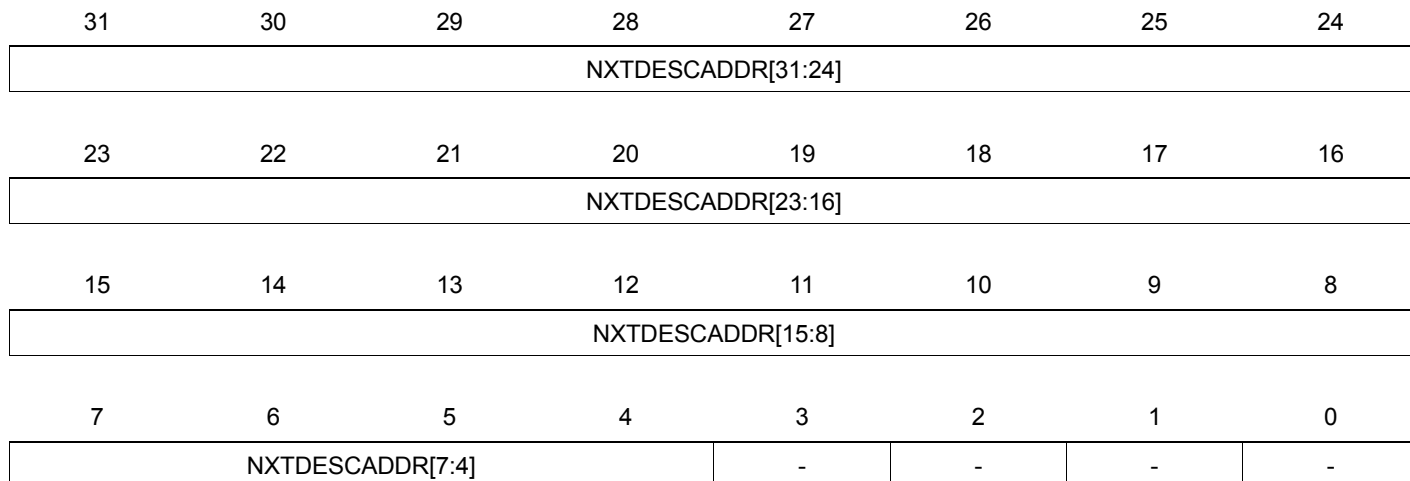 31 30 29 28 27 26 25 24
NXTDESCADDR[31:24]
23 22 21 20 19 18 17 16
NXTDESCADDR[23:16]
15 14 13 12 11 10 9 8
NXTDESCADDR[15:8]
7 6 5 4 3 2 1 0
NXTDESCADDR[7:4] - - - -